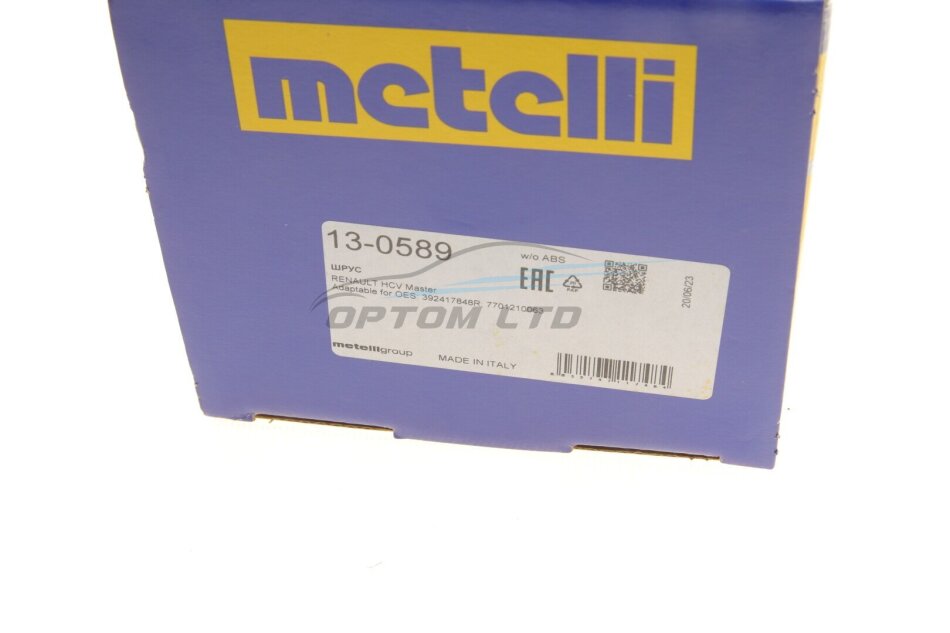 metelli
13-0589
w/o ABS
ШРУС
EAC
RENAULT HCV Master
Adaptable for OES: 392417848R, 7701210063
20/06/23
OPTOM LTD
metelligroup
MADE IN ITALY